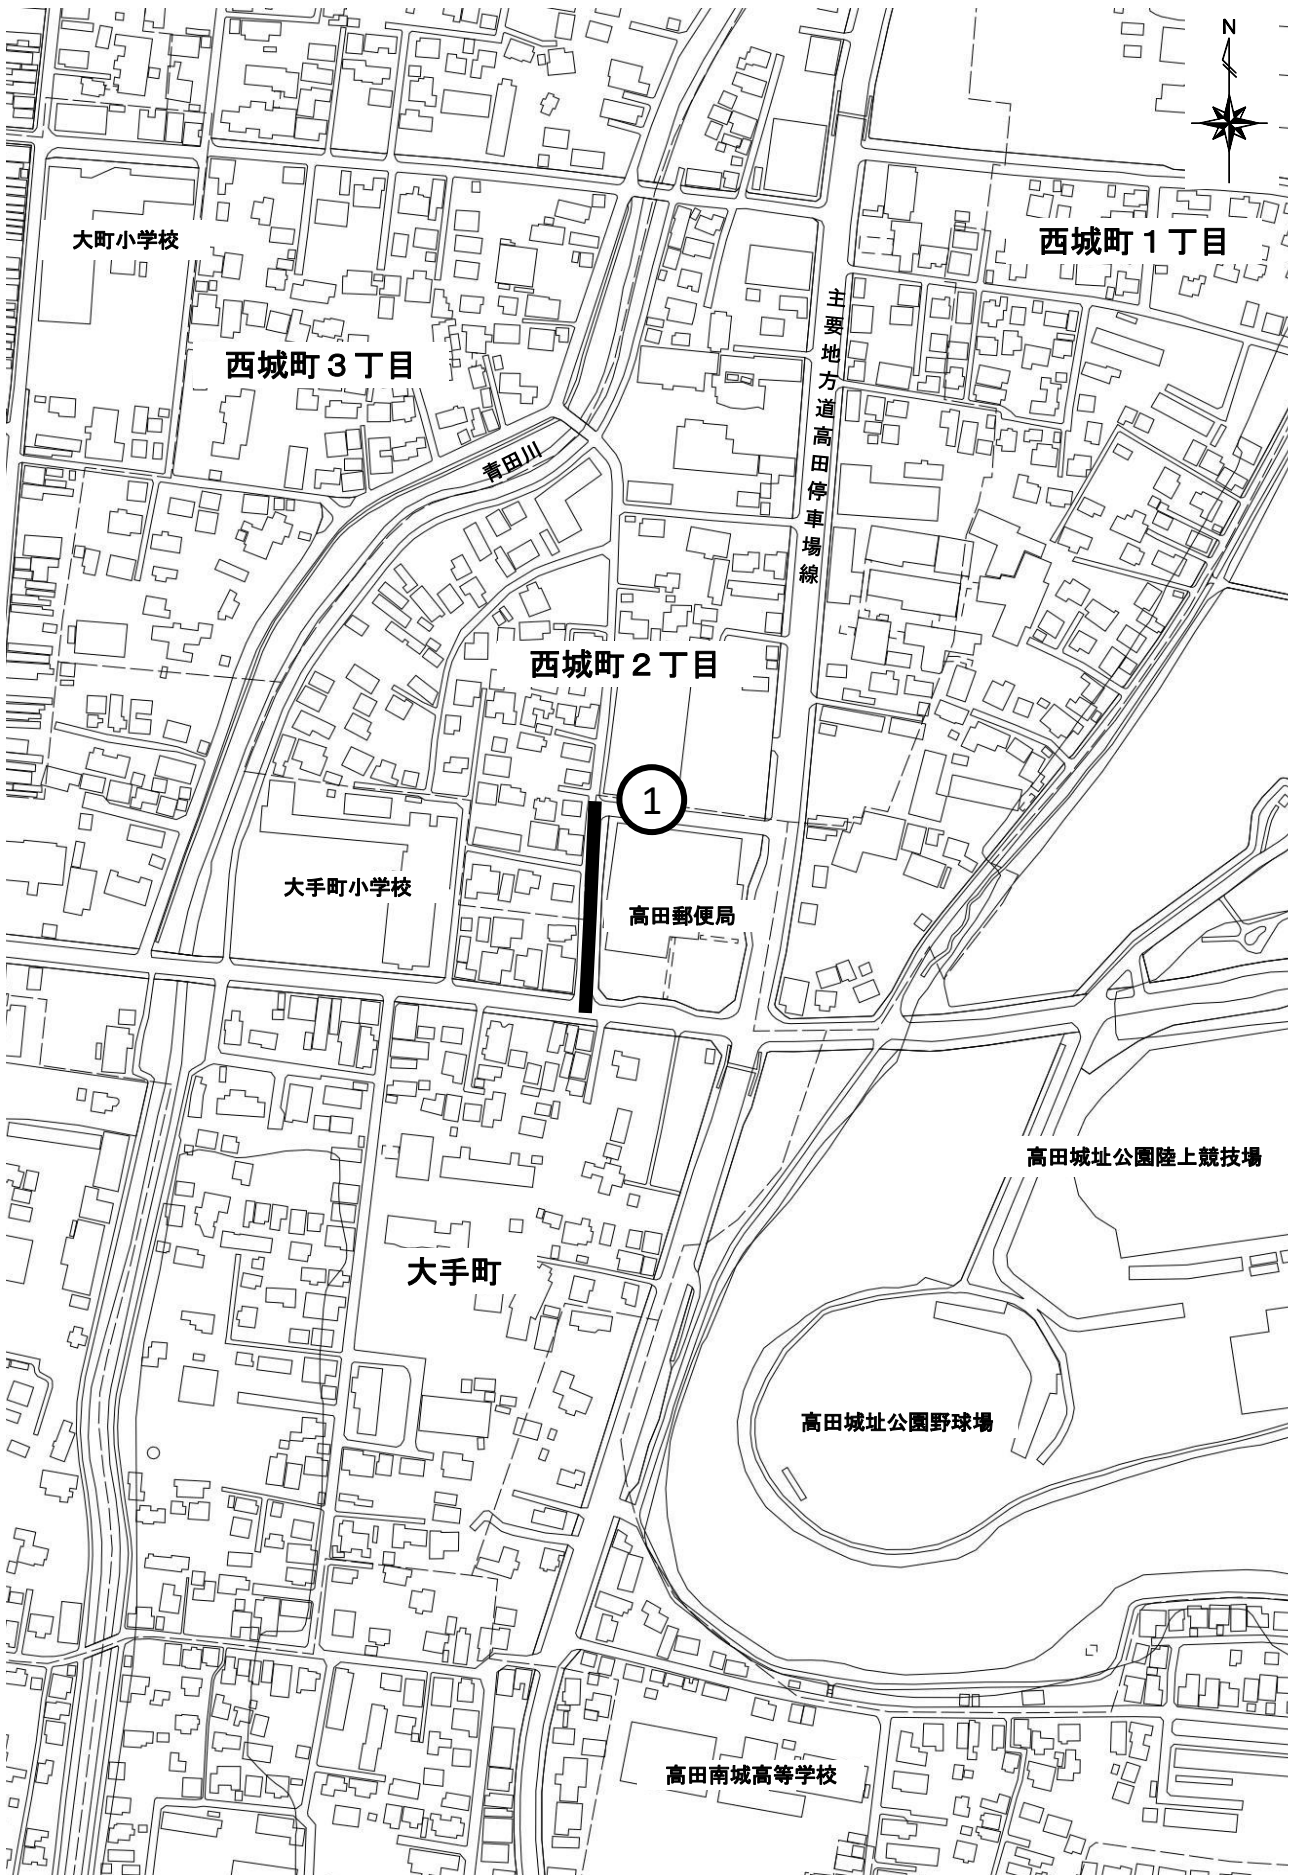 N
大町小学校
西城町１丁目
主要地方道高田停車場線
西城町３丁目
青田川
西城町２丁目
1
大手町小学校
高田郵便局
高田城址公園陸上競技場
大手町
高田城址公園野球場
高田南城高等学校